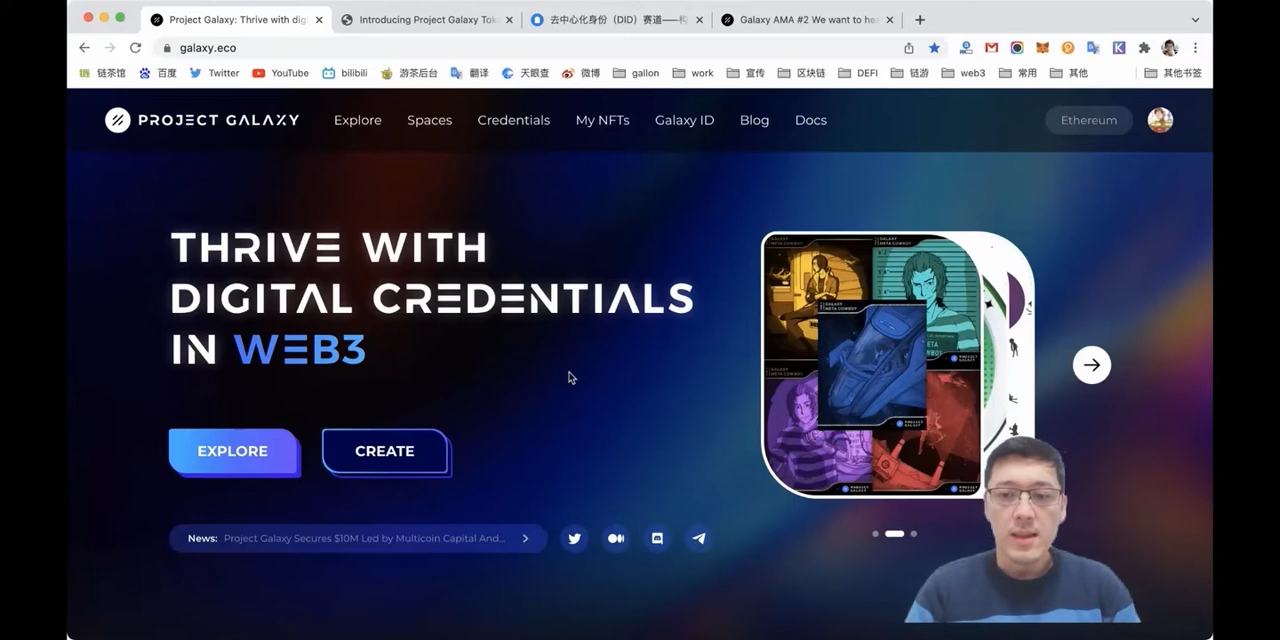 Project Galaxy: Thrive with dig
Introducing Project Galaxy Tok
去中心化身份（DID）赛道——构
Galaxy AMA #2 We want to hea
galaxy.eco
链茶馆 百度 Twitter YouTube bilibili 游茶后台 翻译 天眼查 微博 gallon work 宣传 区块链 DEFI 链游 web3 常用 其他 其他书签
PROJECT GALAXY Explore Spaces Credentials My NFTs Galaxy ID Blog Docs Ethereum
THRIVE WITH
DIGITAL CREDENTIALS
IN WEB3
EXPLORE CREATE
News: Project Galaxy Secures $10M Led by Multicoin Capital And...